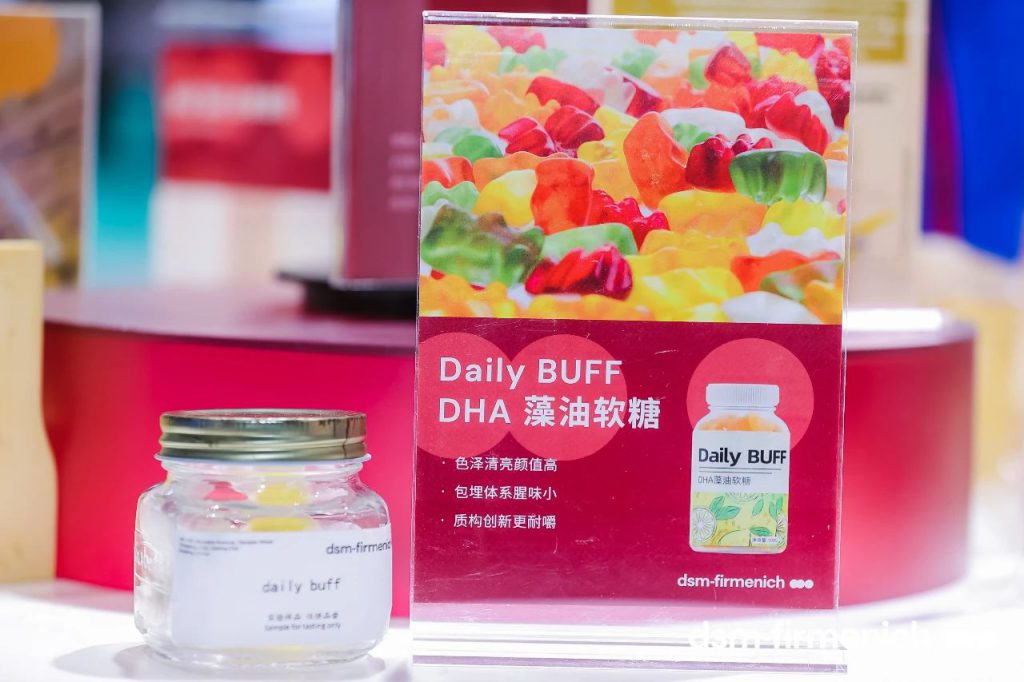 Daily BUFF
DHA 藻油软糖
· 色泽清亮颜值高
· 包埋体系腥味小
· 质构创新更耐嚼
Daily BUFF
DHA藻油软糖
dsm-firmenich
dsm-firmenich
daily buff
Sample for tasting only
dsm-firmenich